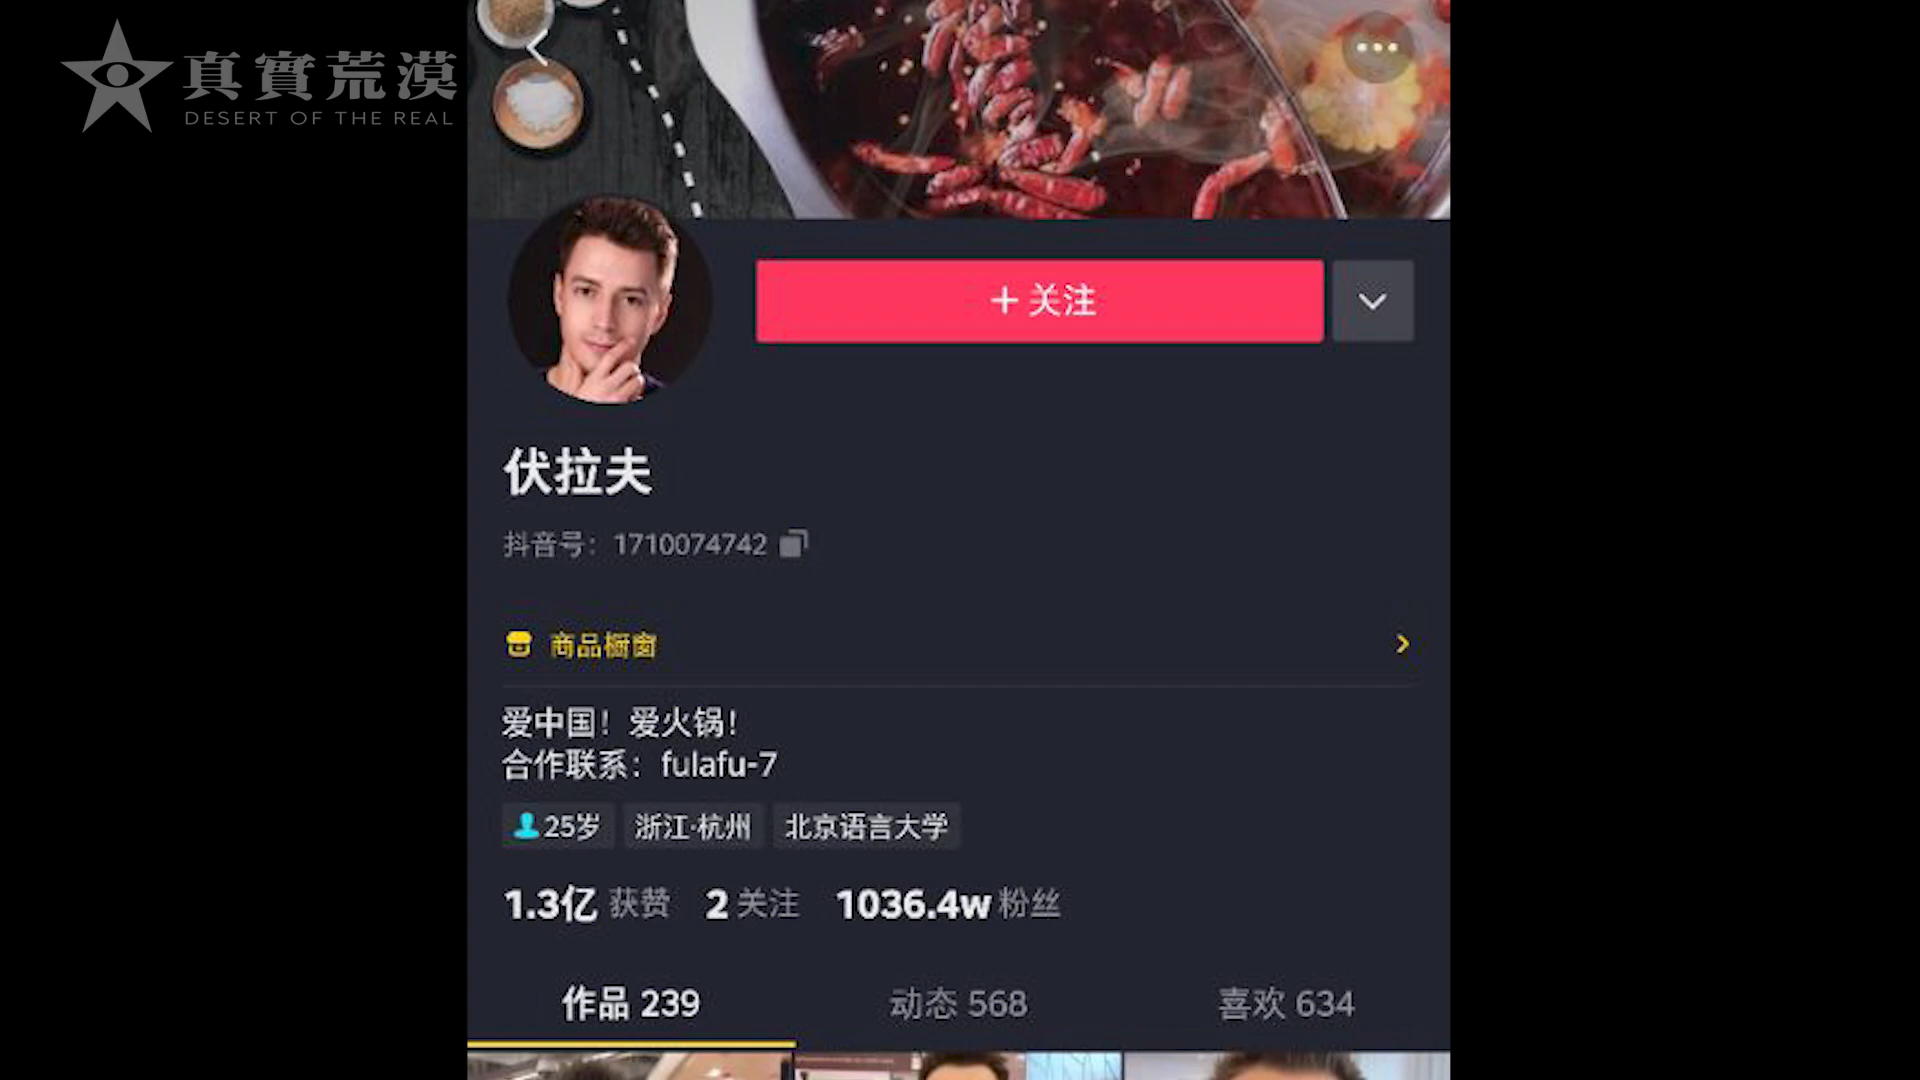 真實荒漠
DESERT OF THE REAL
+ 关注
伏拉夫
抖音号：1710074742
商品橱窗
爱中国！爱火锅！
合作联系：fulafu-7
25岁 浙江·杭州 北京语言大学
1.3亿 获赞 2 关注 1036.4w 粉丝
作品 239 动态 568 喜欢 634